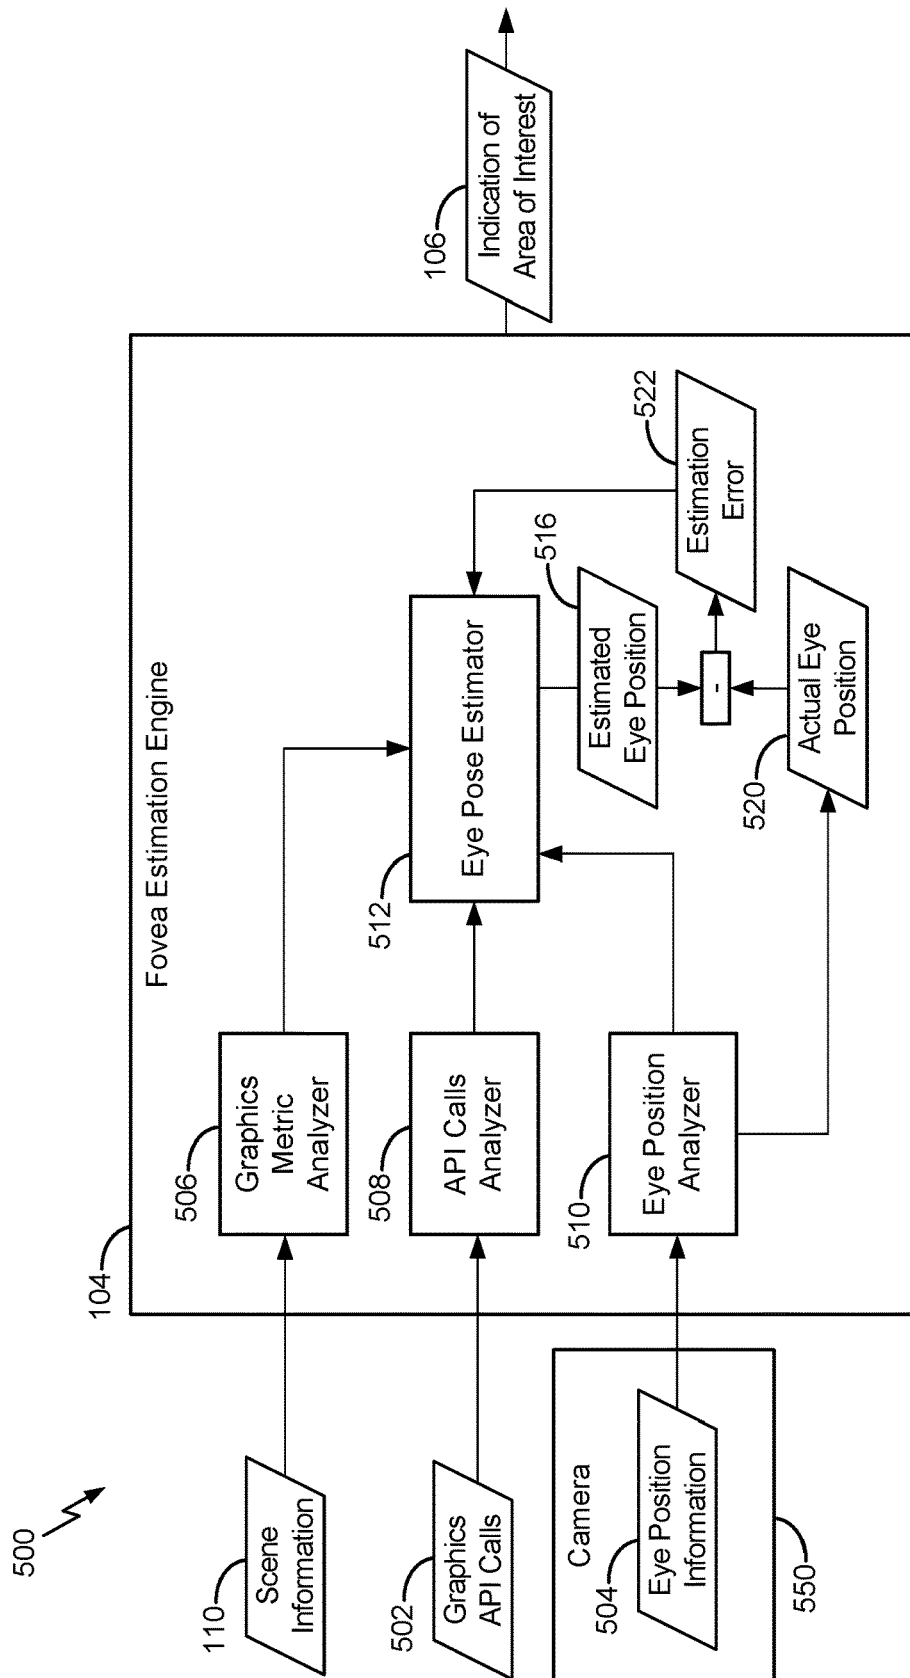 500
110
Scene
Information
502
Graphics
API Calls
Camera
504
Eye Position
Information
550
104
Fovea Estimation Engine
506
Graphics
Metric
Analyzer
508
API Calls
Analyzer
510
Eye Position
Analyzer
512
Eye Pose Estimator
516
Estimated
Eye Position
-
520
Actual Eye
Position
522
Estimation
Error
106
Indication of
Area of Interest